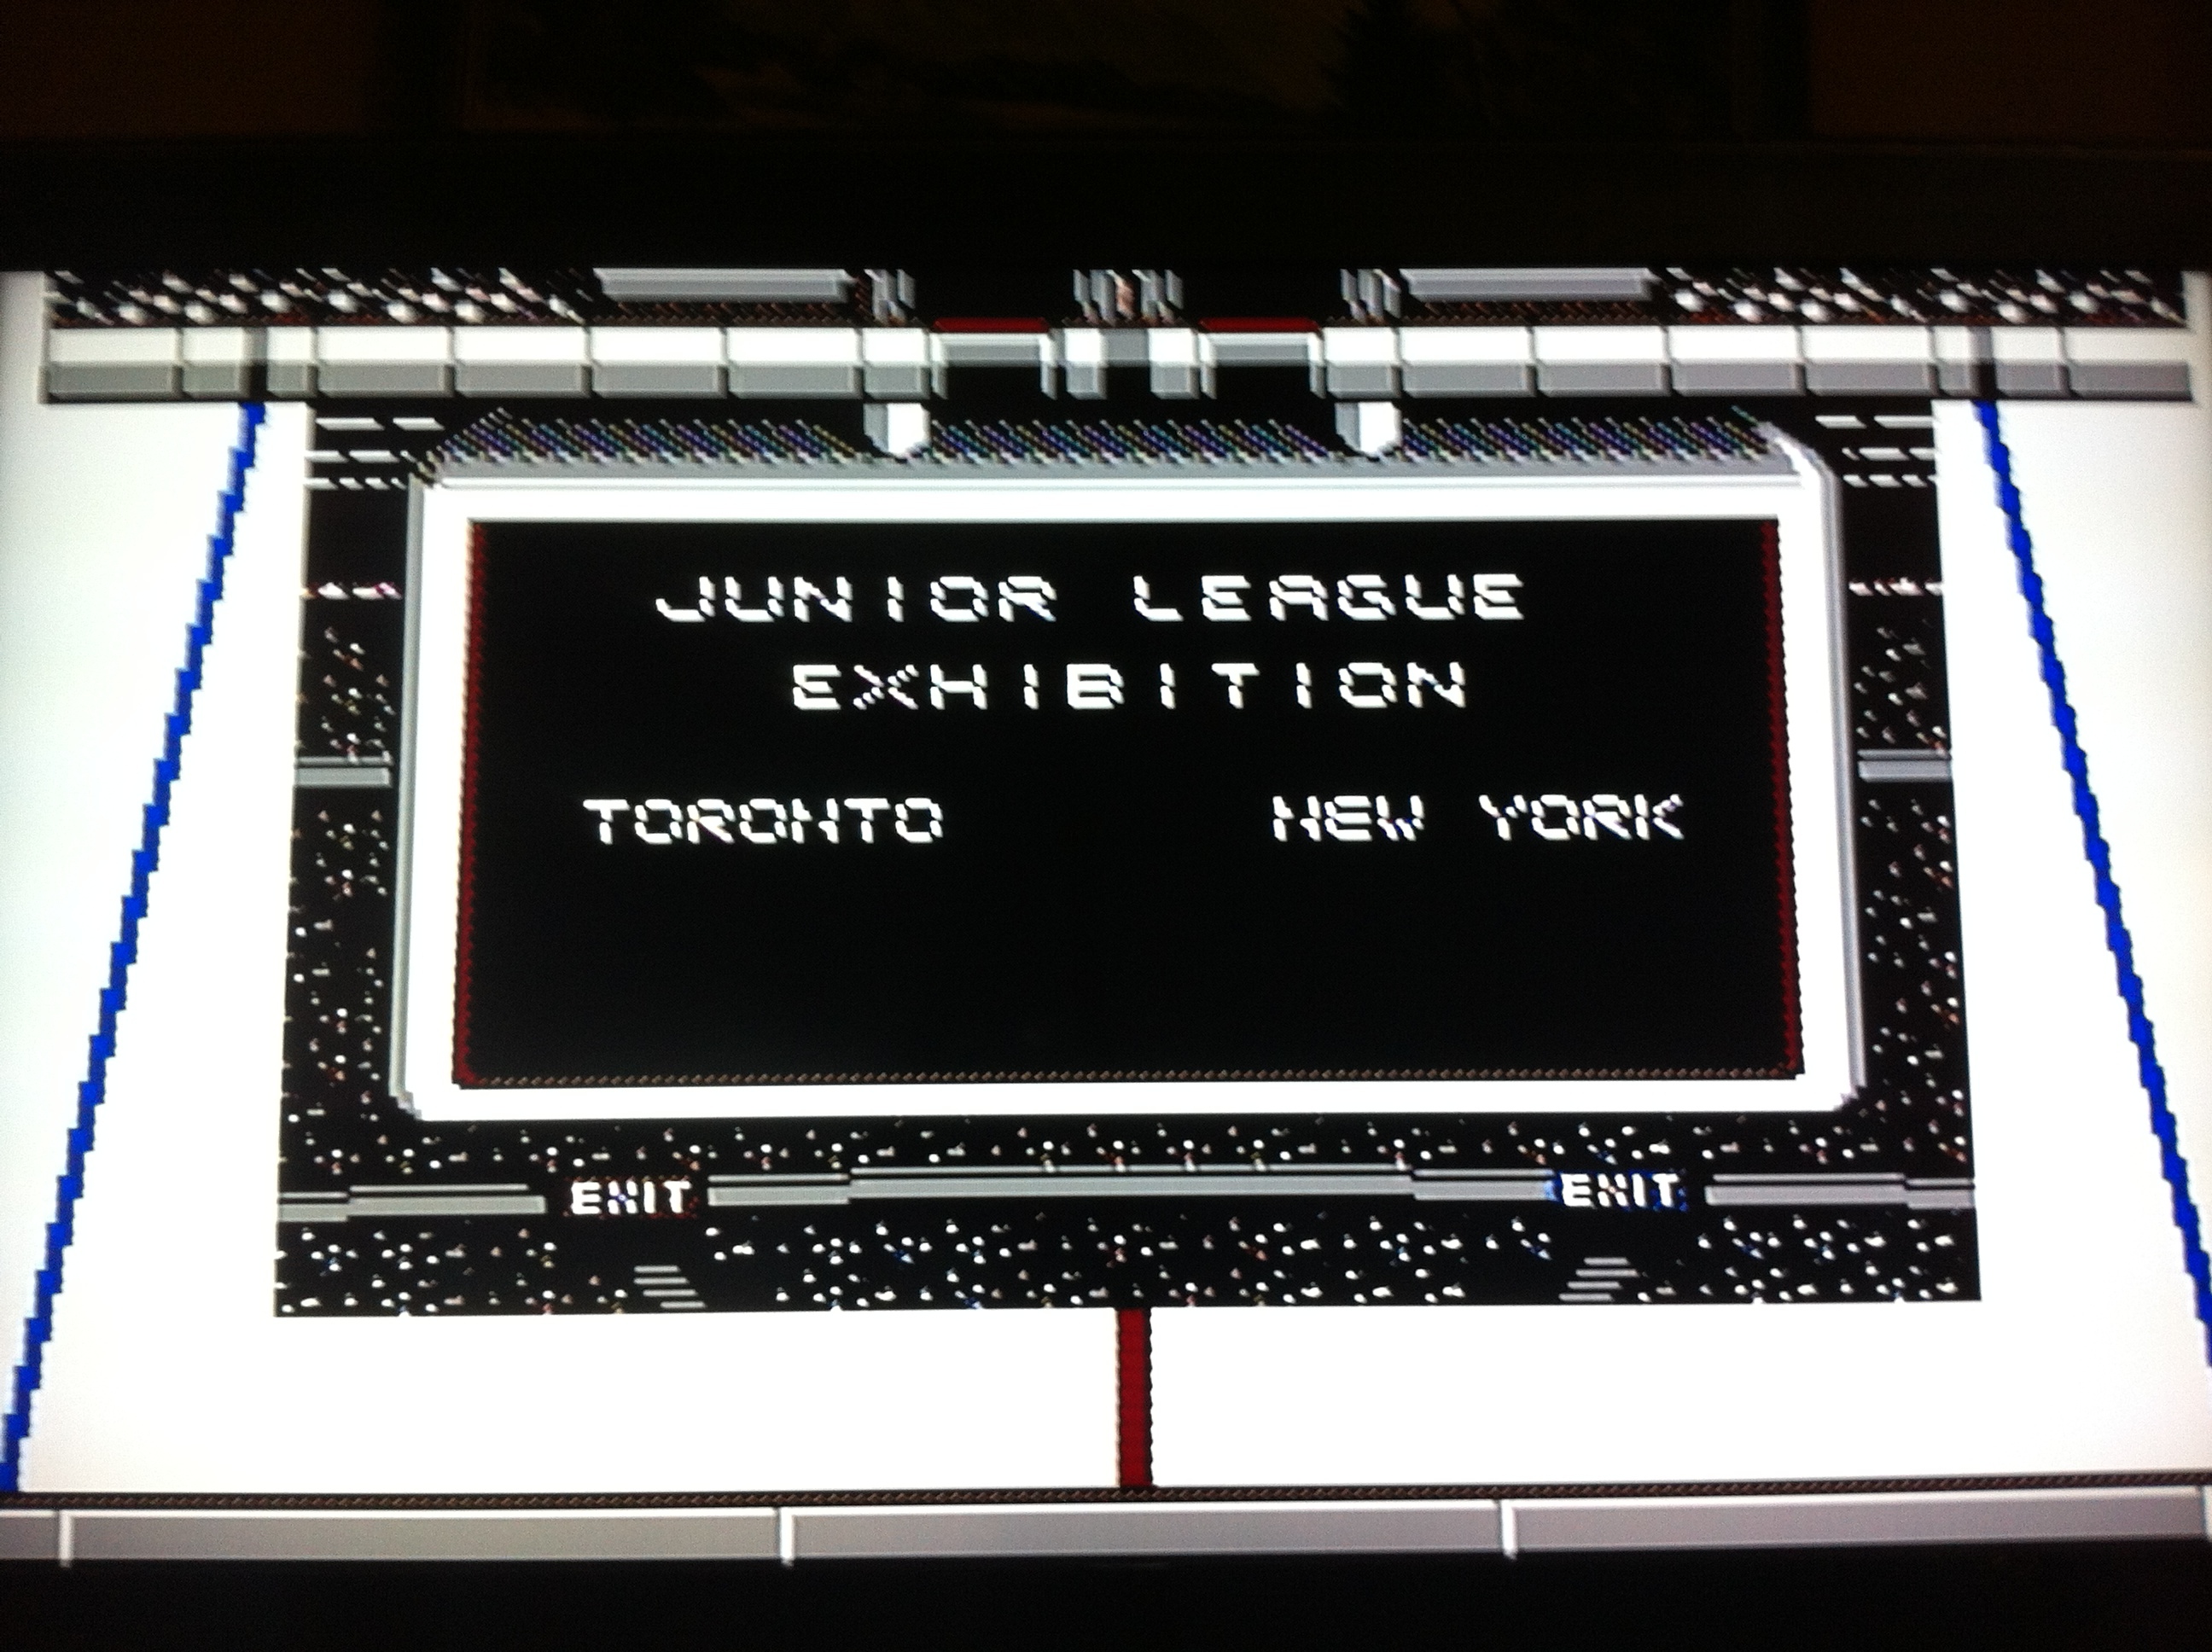 JUNIOR LEAGUE
EXHIBITION
TORONTO NEW YORK
EXIT EXIT